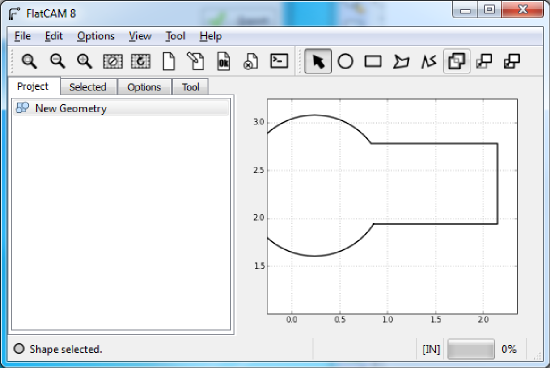 FlatCAM 8
File Edit Options View Tool Help
Ok
Project Selected Options Tool
New Geometry
3.0
2.5
2.0
1.5
0.0 0.5 1.0 1.5 2.0
Shape selected. [IN] 0%